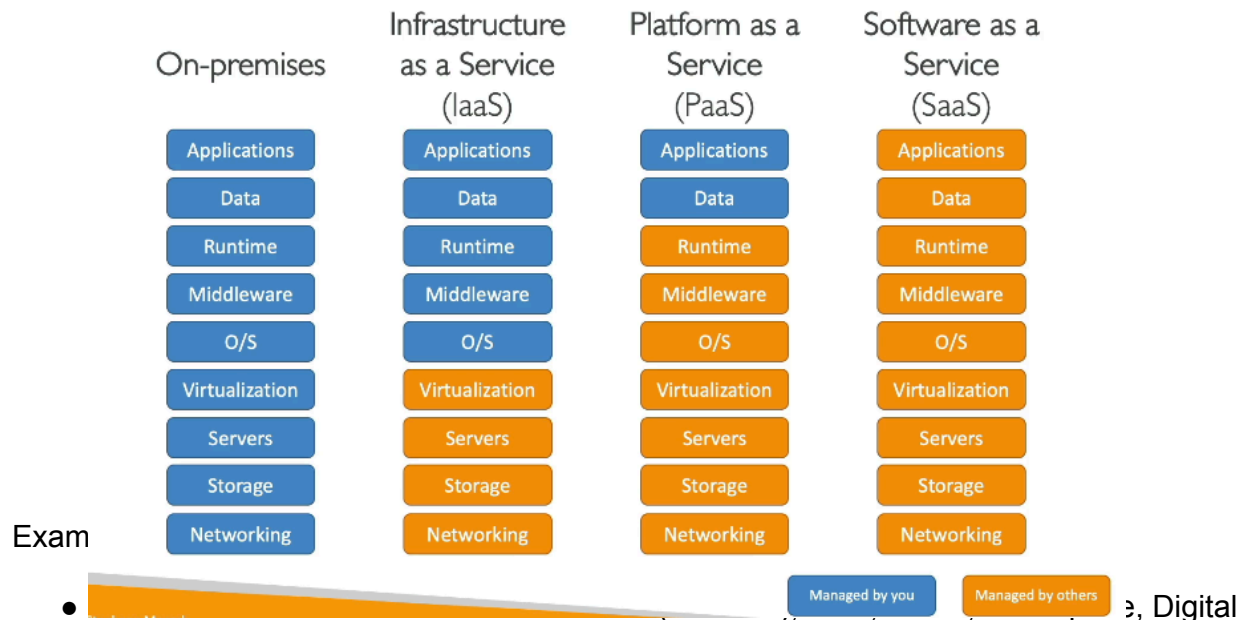 On-premises
Infrastructure
as a Service
(IaaS)
Platform as a
Service
(PaaS)
Software as a
Service
(SaaS)
Applications
Data
Runtime
Middleware
O/S
Virtualization
Servers
Storage
Networking
Applications
Data
Runtime
Middleware
O/S
Virtualization
Servers
Storage
Networking
Applications
Data
Runtime
Middleware
O/S
Virtualization
Servers
Storage
Networking
Applications
Data
Runtime
Middleware
O/S
Virtualization
Servers
Storage
Networking
Exam
Managed by you
Managed by others
e, Digital